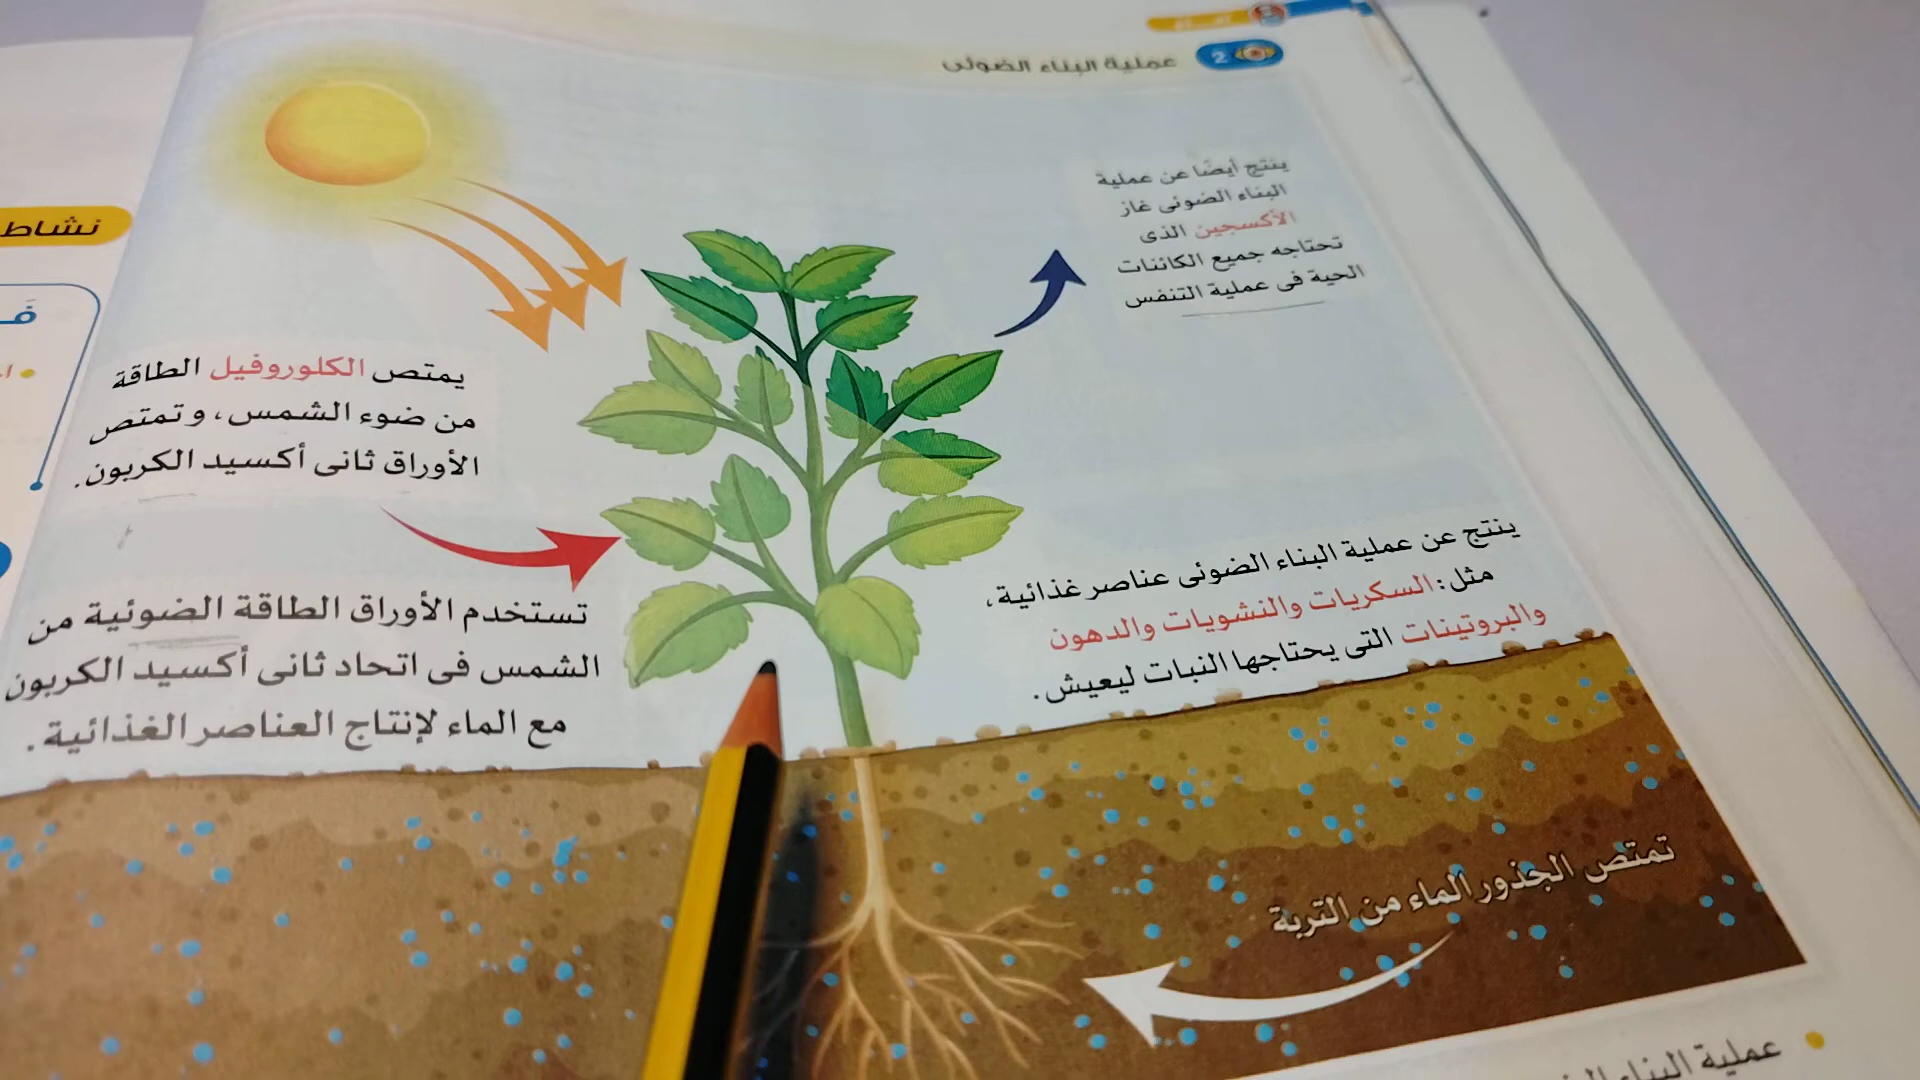 2
عملية البناء الضوئى
ينتج أيضًا عن عملية
البناء الضوئى غاز
الأكسجين الذى
تحتاجه جميع الكائنات
الحية فى عملية التنفس
نشاط
يمتص الكلوروفيل الطاقة
من ضوء الشمس، وتمتص
الأوراق ثانى أكسيد الكربون.
تستخدم الأوراق الطاقة الضوئية من
الشمس فى اتحاد ثانى أكسيد الكربون
مع الماء لإنتاج العناصر الغذائية.
ينتج عن عملية البناء الضوئى عناصر غذائية،
مثل: السكريات والنشويات والدهون
والبروتينات التى يحتاجها النبات ليعيش.
تمتص الجذور الماء من التربة
عملية البناء